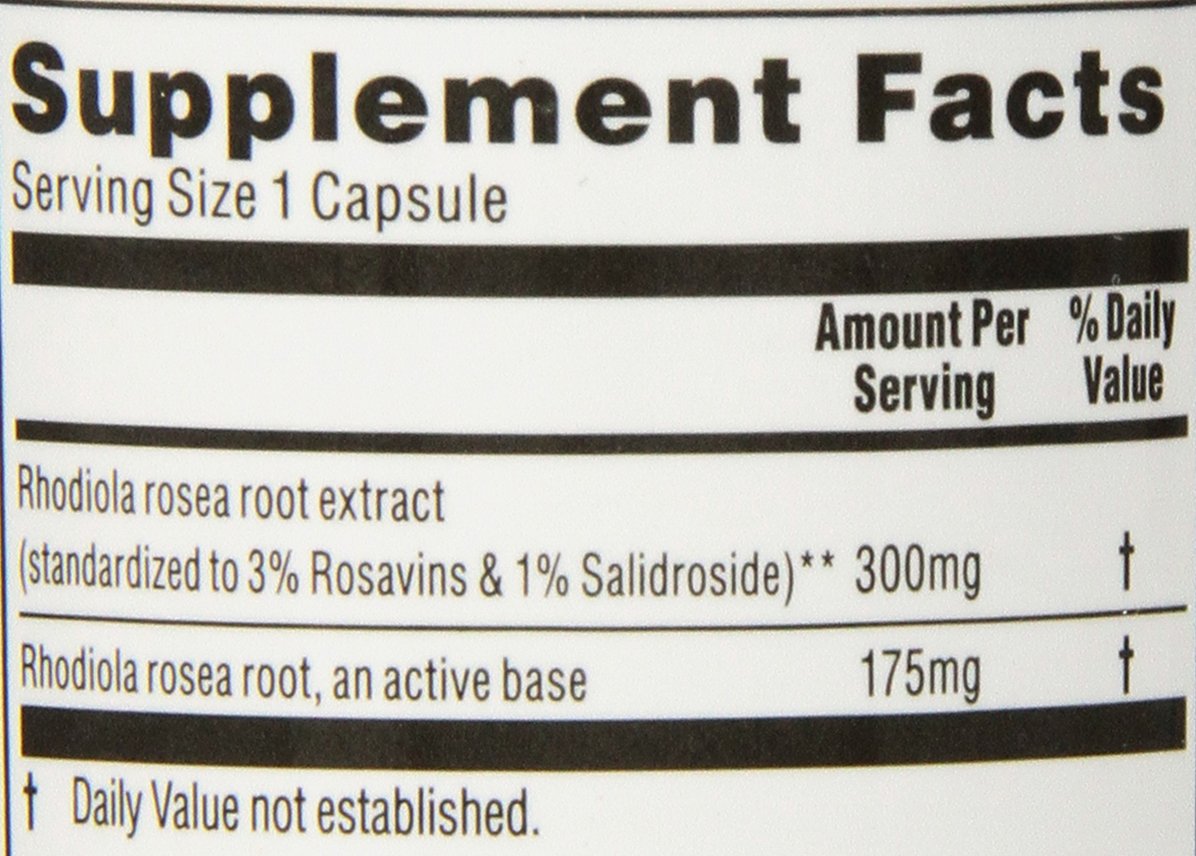 Supplement Facts
Serving Size 1 Capsule
Amount Per % Daily
Serving Value
Rhodiola rosea root extract
(standardized to 3% Rosavins & 1% Salidroside)** 300mg †
Rhodiola rosea root, an active base 175mg †
† Daily Value not established.